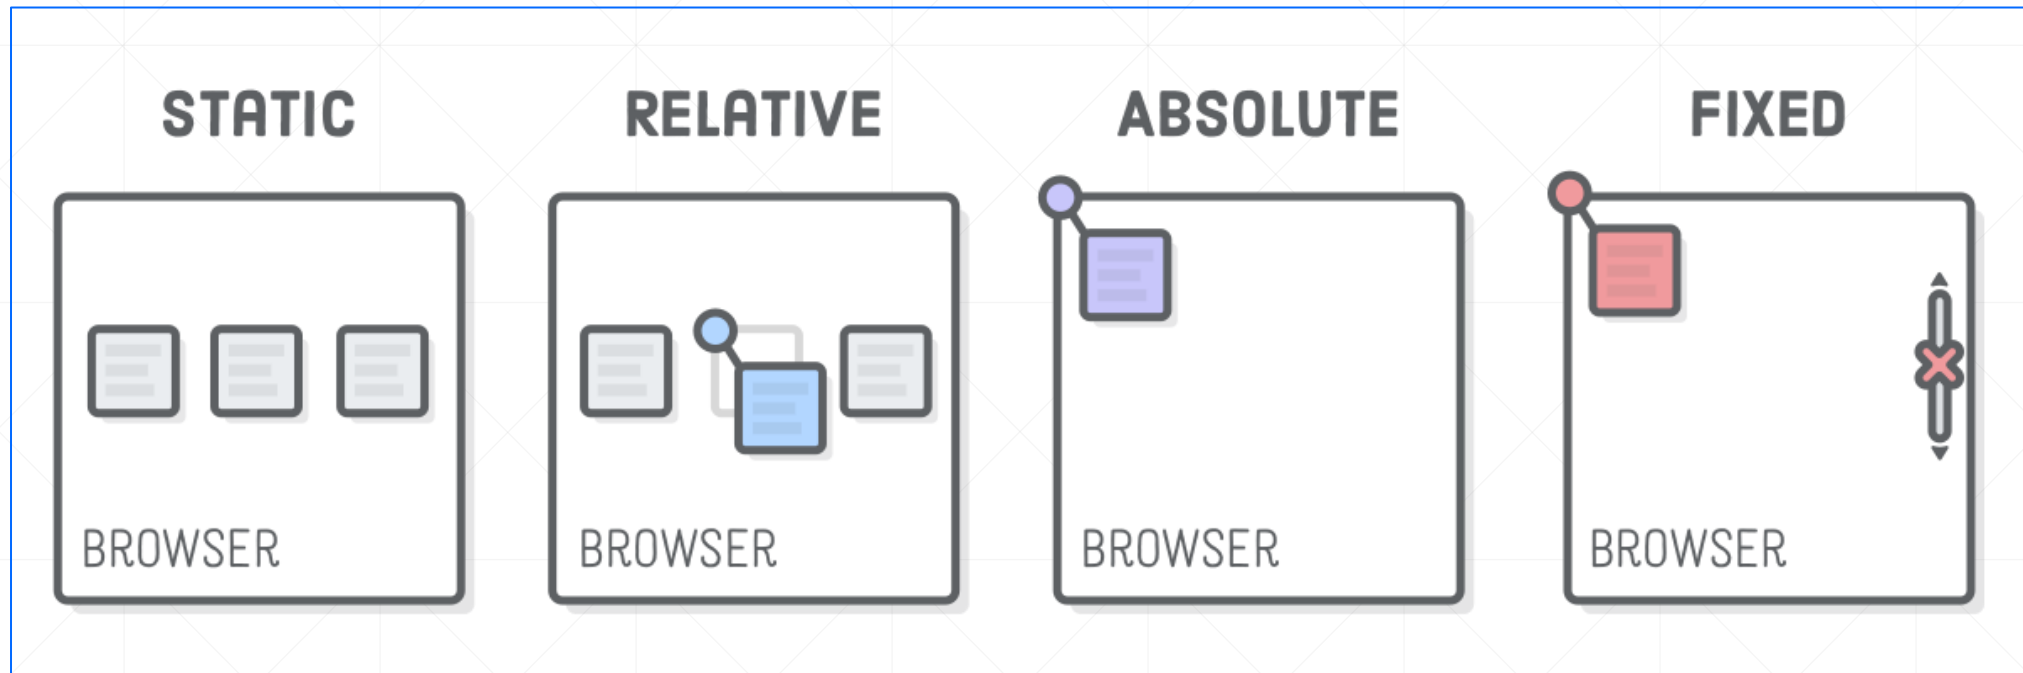 STATIC
RELATIVE
ABSOLUTE
FIXED
BROWSER
BROWSER
BROWSER
BROWSER